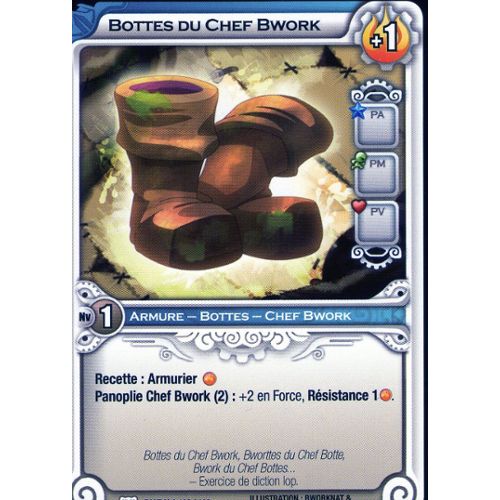 BOTTES DU CHEF BWORK
+1
PA
PM
PV
Nv 1
ARMURE – BOTTES – CHEF BWORK
Recette : Armurier
Panoplie Chef Bwork (2) : +2 en Force, Résistance 1.
Bottes du Chef Bwork, Bworttes du Chef Botte,
Bwork du Chef Bottes...
– Exercice de diction Iop.
ILLUSTRATION : BWORKNAT &